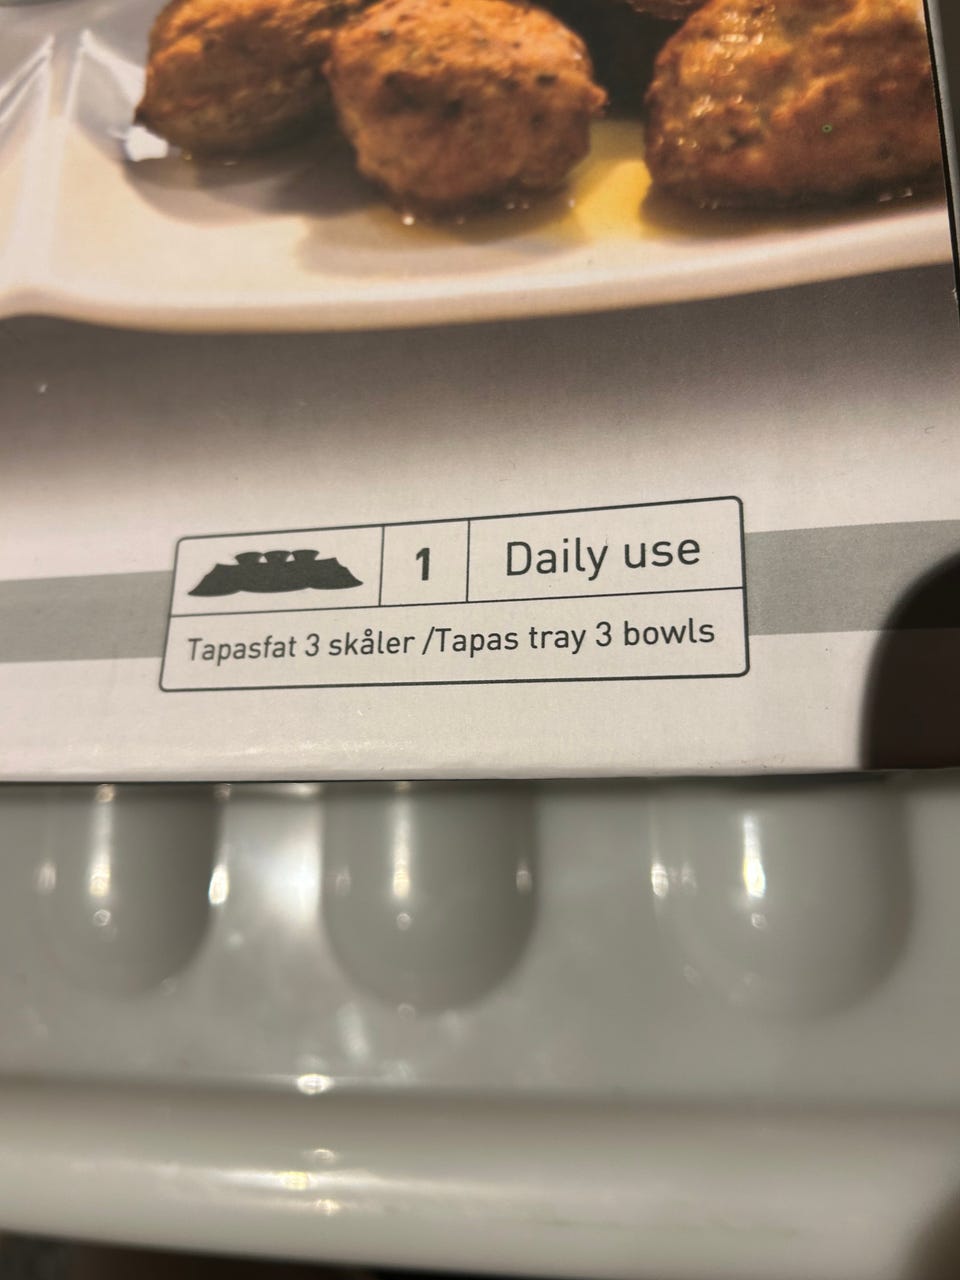 1 Daily use
Tapasfat 3 skåler /Tapas tray 3 bowls